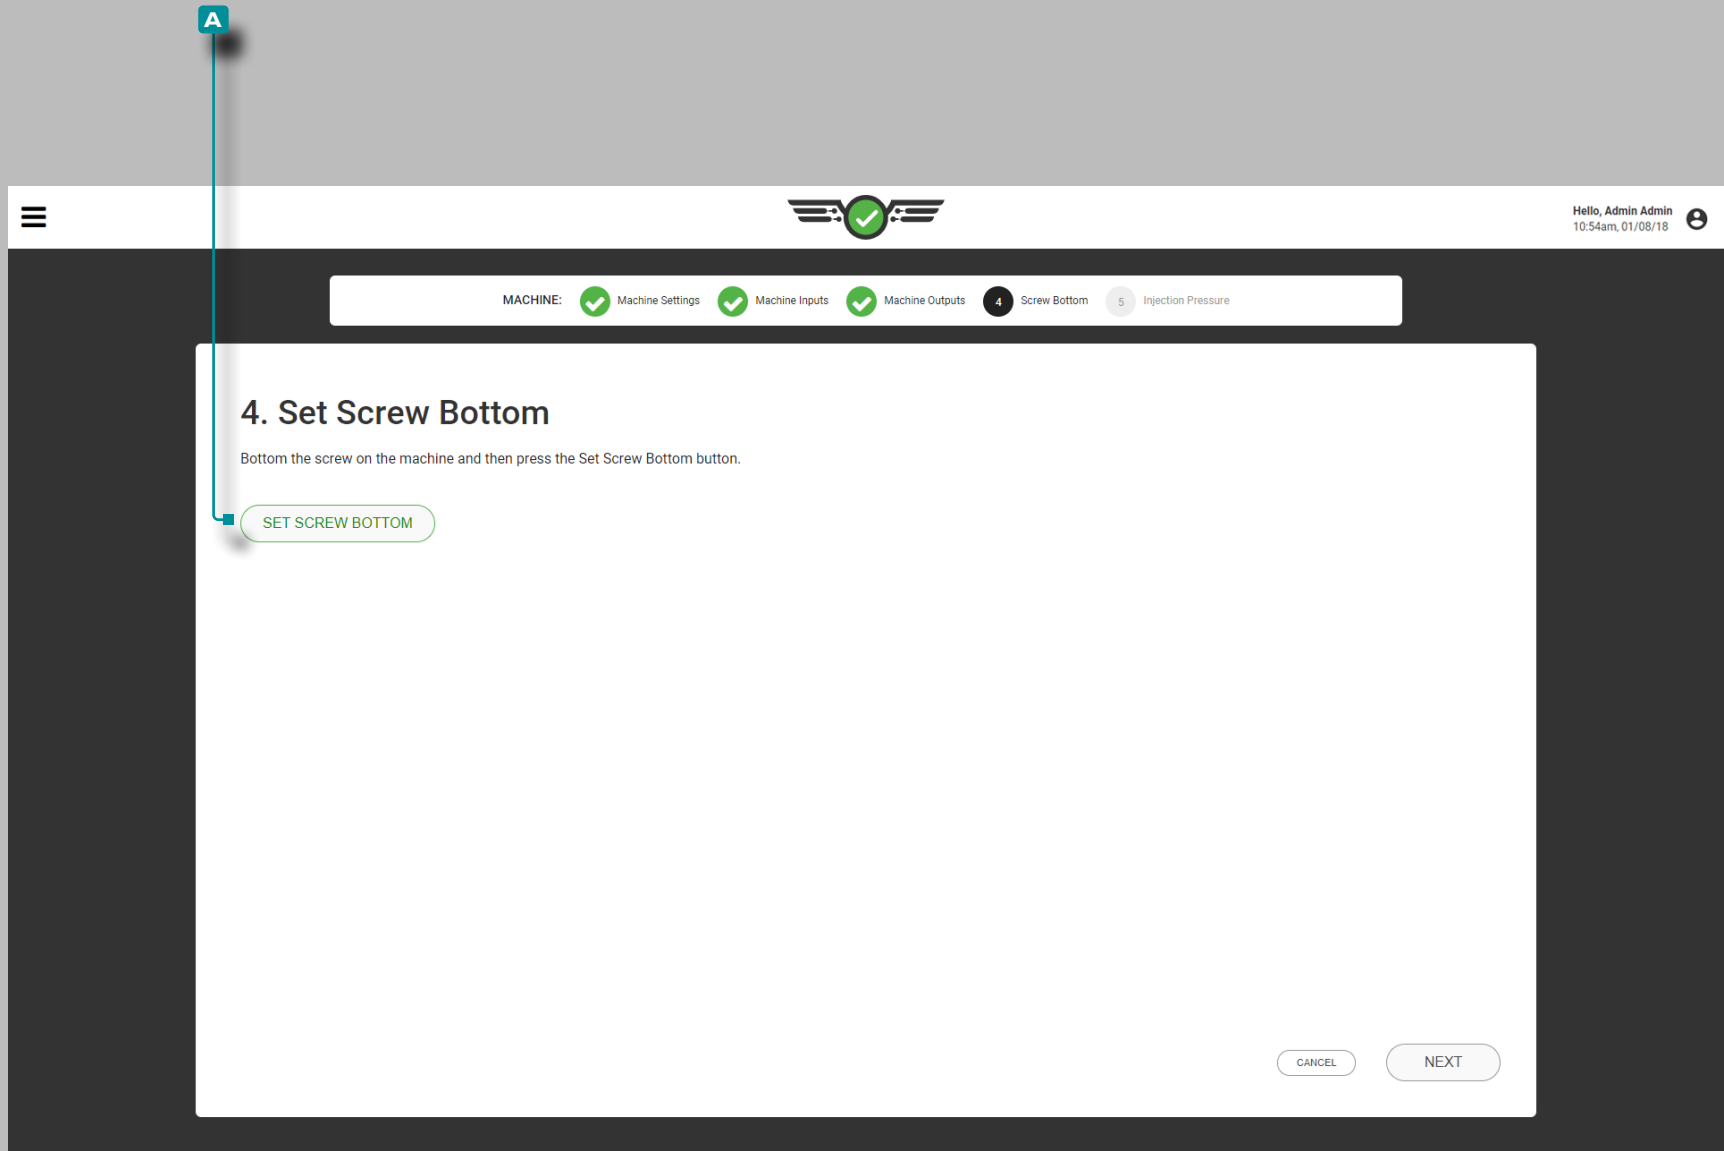 A
Hello, Admin Admin
10:54am, 01/08/18
MACHINE: Machine Settings Machine Inputs Machine Outputs 4 Screw Bottom 5 Injection Pressure
4. Set Screw Bottom
Bottom the screw on the machine and then press the Set Screw Bottom button.
SET SCREW BOTTOM
CANCEL NEXT